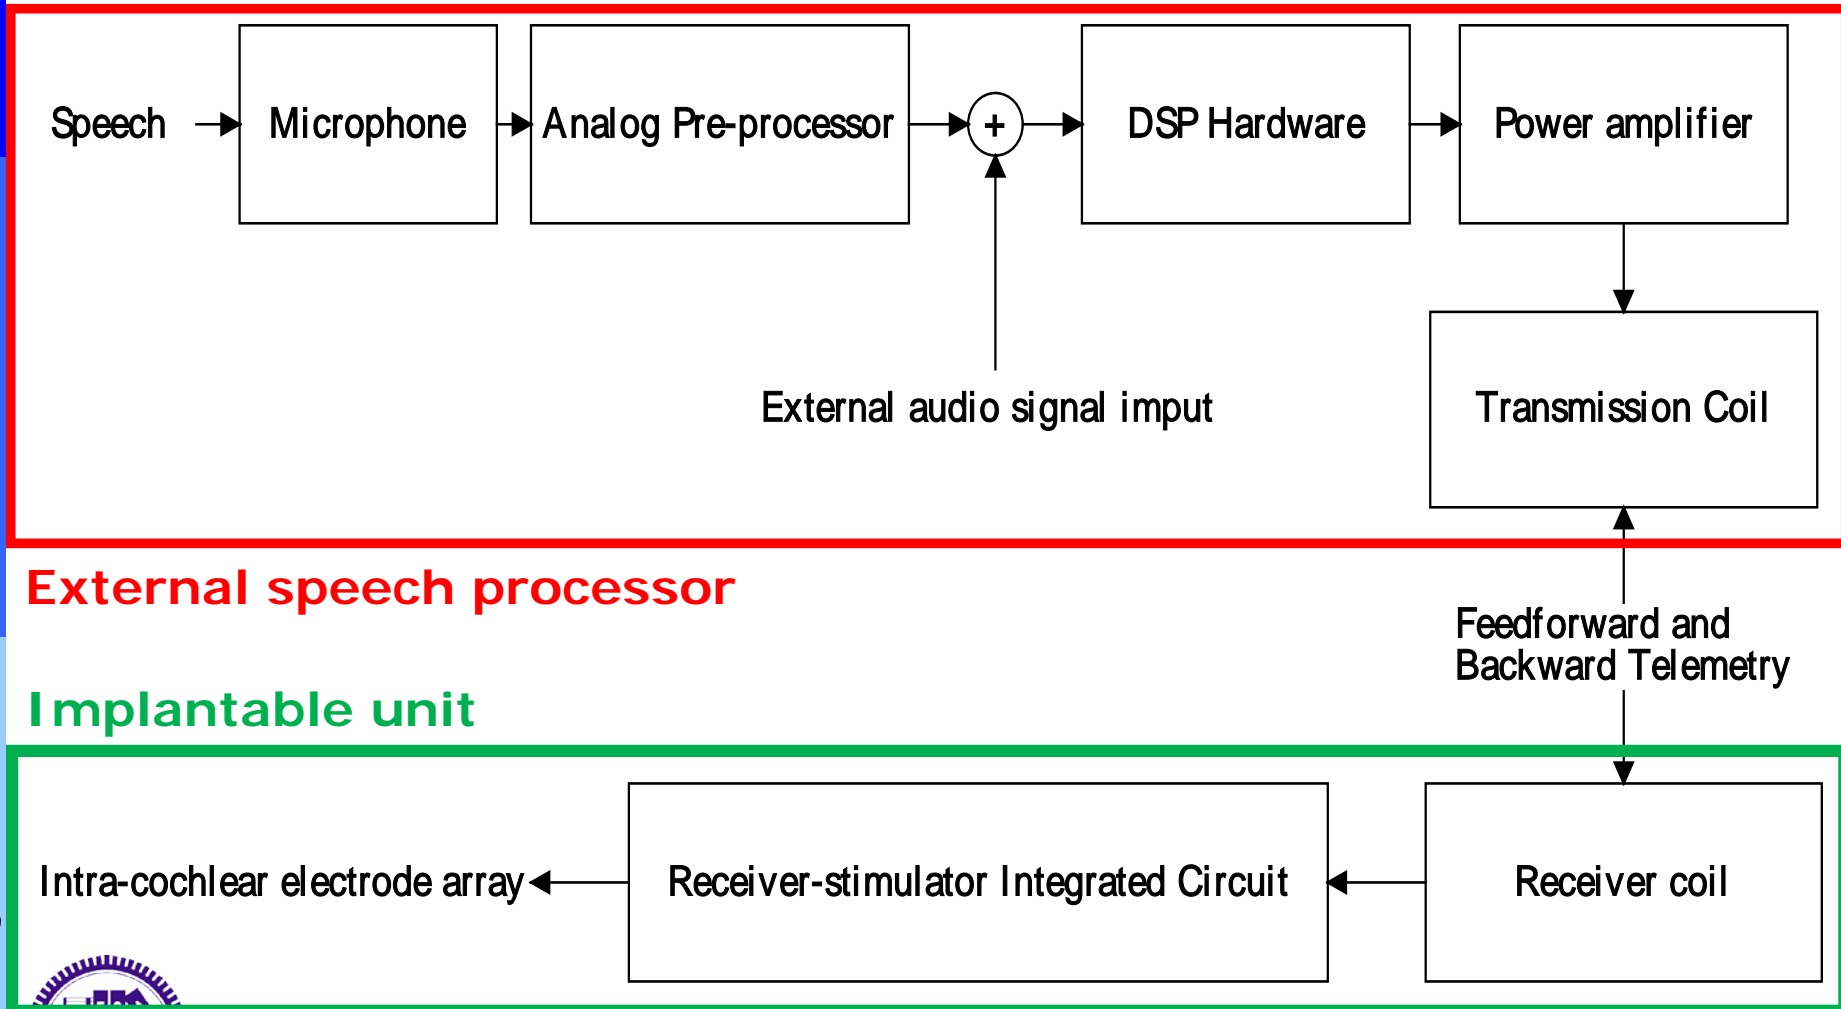 Speech
Microphone
Analog Pre-processor
+
DSP Hardware
Power amplifier
External audio signal imput
Transmission Coil
External speech processor
Feedforward and
Backward Telemetry
Implantable unit
Intra-cochlear electrode array
Receiver-stimulator Integrated Circuit
Receiver coil